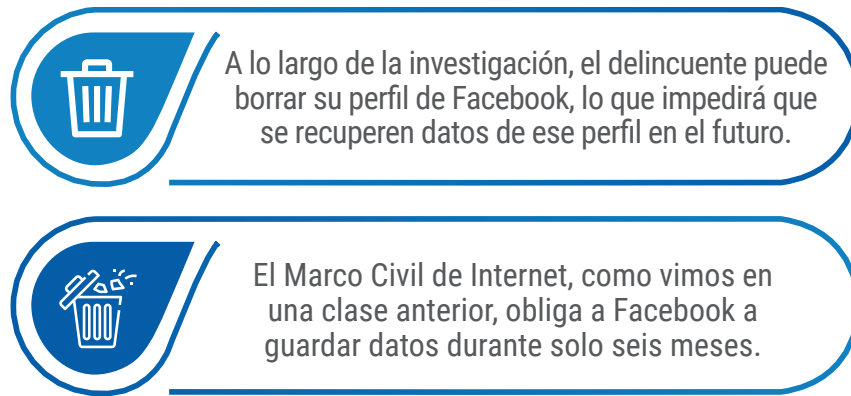 A lo largo de la investigación, el delincuente puede
borrar su perfil de Facebook, lo que impedirá que
se recuperen datos de ese perfil en el futuro.
El Marco Civil de Internet, como vimos en
una clase anterior, obliga a Facebook a
guardar datos durante solo seis meses.